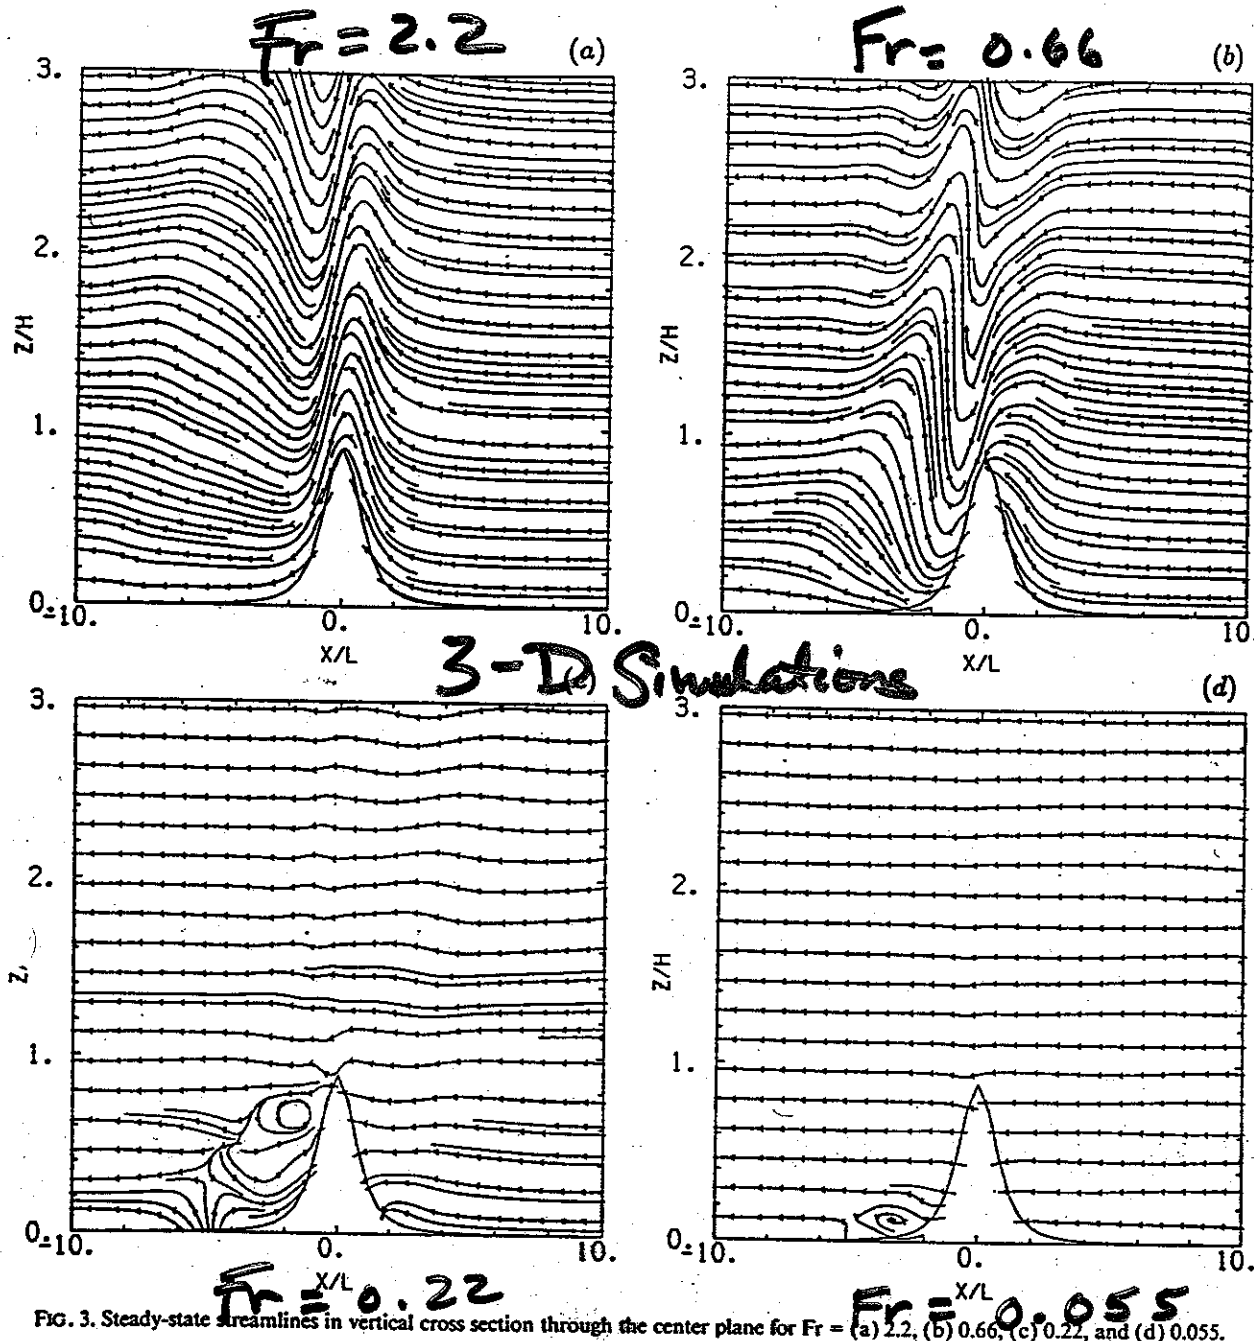 Fr = 2.2
(a)
Fr = 0.66
(b)
3.
2.
Z/H
1.
0.
-10.
0.
10.
X/L
3.
2.
Z/H
1.
0.
-10.
0.
10.
X/L
3-D Simulations
(c)
(d)
3.
2.
Z
1.
0.
-10.
0.
10.
X/L
3.
2.
Z/H
1.
0.
-10.
0.
10.
X/L
Fr = 0.22
Fr = 0.055
FIG. 3. Steady-state streamlines in vertical cross section through the center plane for Fr = (a) 2.2, (b) 0.66, (c) 0.22, and (d) 0.055.